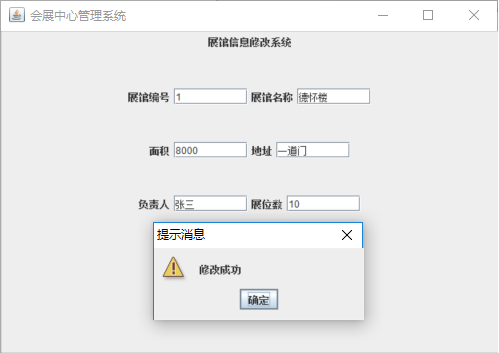 会展中心管理系统
展馆信息修改系统
展馆编号 1 展馆名称 德怀楼
面积 8000 地址 一道门
负责人 张三 展位数 10
提示消息
修改成功
确定